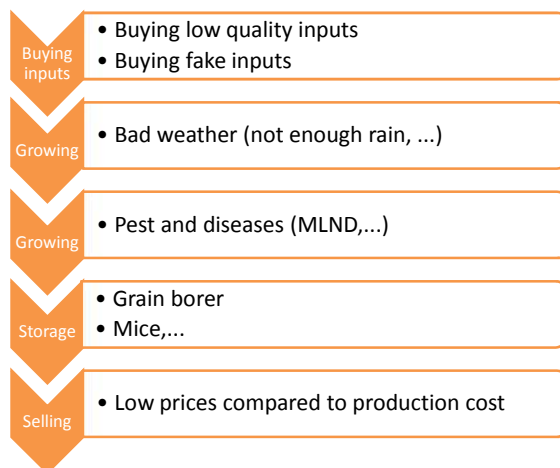 Buying
inputs
• Buying low quality inputs
• Buying fake inputs
Growing
• Bad weather (not enough rain, ...)
Growing
• Pest and diseases (MLND,...)
Storage
• Grain borer
• Mice,...
Selling
• Low prices compared to production cost